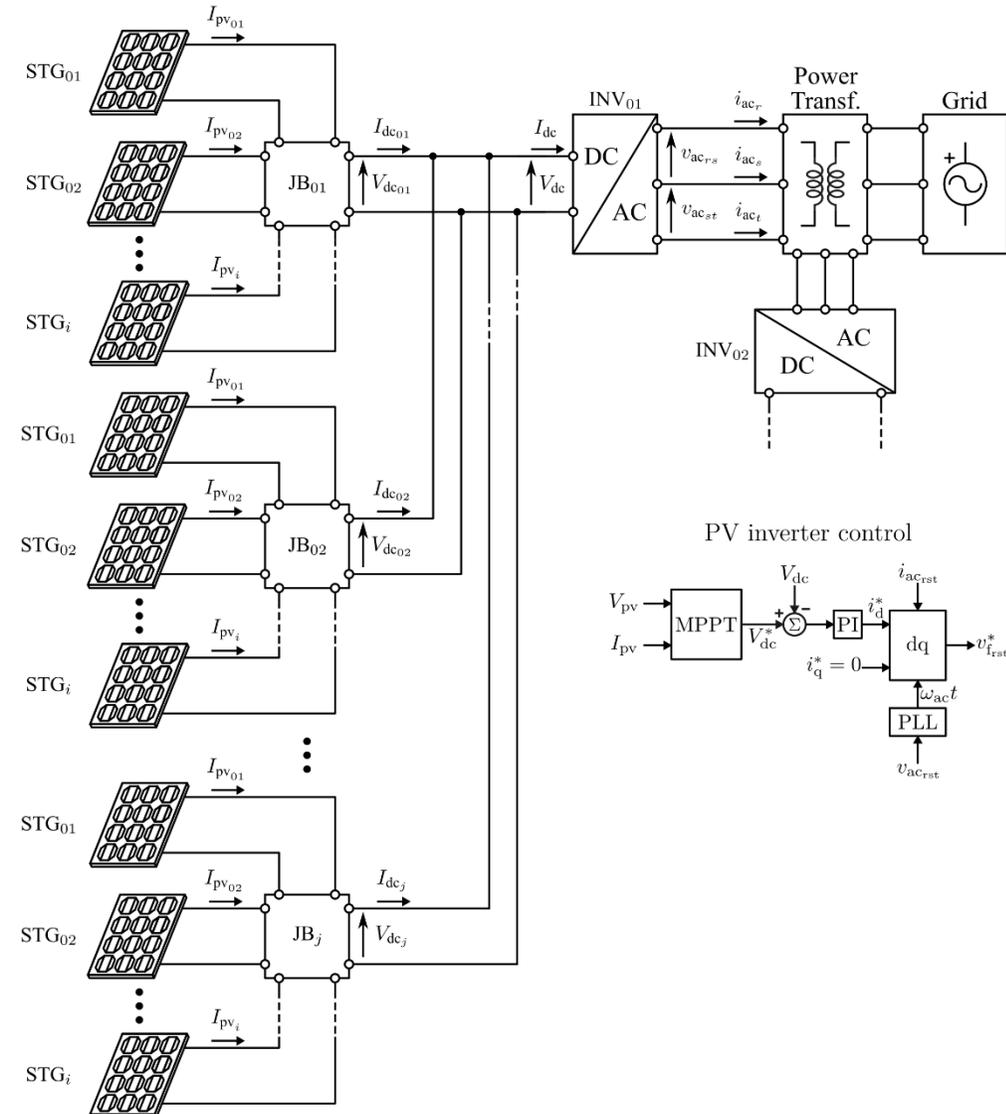 I_pv01
STG01
I_pv02
STG02
JB01
I_dc01
V_dc01
I_pvi
STGi
I_dc
V_dc
INV01
DC
AC
i_acr
v_acrs
i_acs
v_acst
i_act
Power
Transf.
Grid
+
INV02
AC
DC
I_pv01
STG01
I_pv02
STG02
JB02
I_dc02
V_dc02
I_pvi
STGi
I_pv01
STG01
I_pv02
STG02
JBj
I_dcj
V_dcj
I_pvi
STGi
PV inverter control
V_pv
I_pv
MPPT
V*_dc
V_dc
+ −
Σ
PI
i*_d
i_acrst
dq
i*_q = 0
v*_frst
ω_ac t
PLL
v_acrst